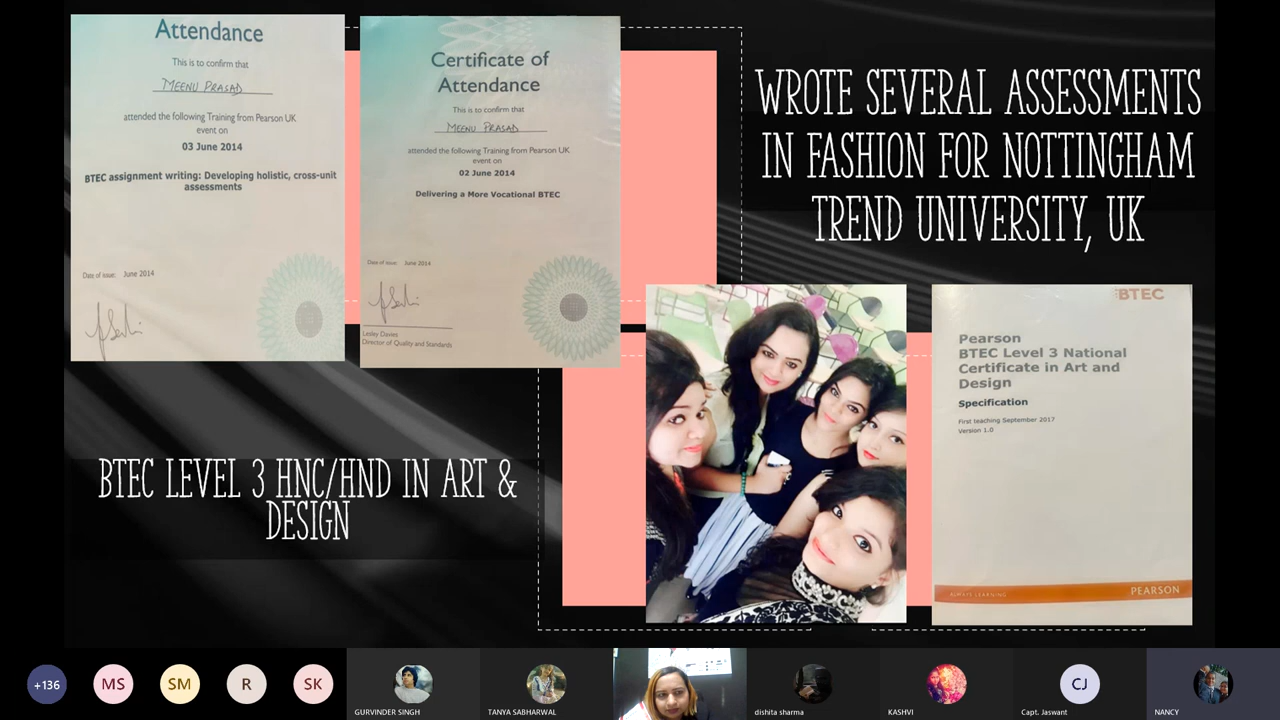 Attendance
This is to confirm that
MEENU PRASAD
attended the following Training from Pearson UK
event on
03 June 2014
BTEC assignment writing: Developing holistic, cross-unit
assessments
Date of issue: June 2014
Certificate of
Attendance
This is to confirm that
MEENU PRASAD
attended the following Training from Pearson UK
event on
02 June 2014
Delivering a More Vocational BTEC
Date of issue: June 2014
Lesley Davies
Director of Quality and Standards
WROTE SEVERAL ASSESSMENTS
IN FASHION FOR NOTTINGHAM
TREND UNIVERSITY, UK
BTEC LEVEL 3 HNC/HND IN ART &
DESIGN
BTEC
Pearson
BTEC Level 3 National
Certificate in Art and
Design
Specification
First teaching September 2017
Version 1.0
ALWAYS LEARNING
PEARSON
+136
MS
SM
R
SK
GURVINDER SINGH
TANYA SABHARWAL
dishita sharma
KASHVI
CJ
Capt. Jaswant
NANCY